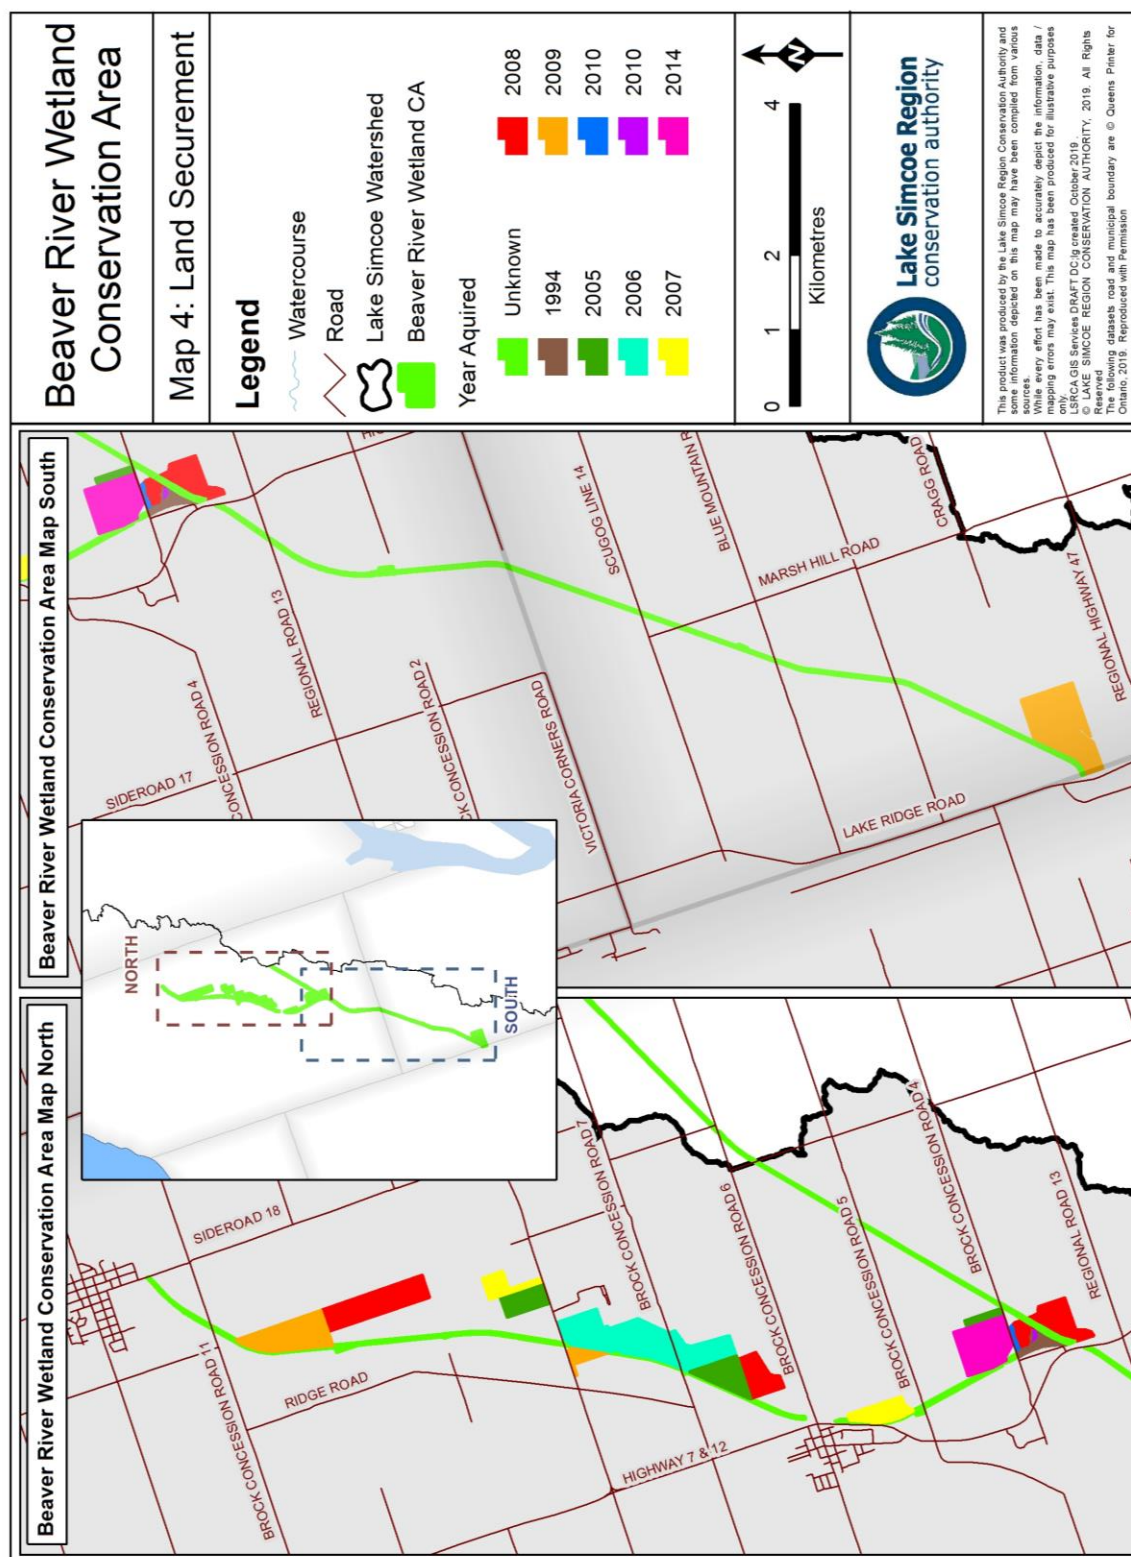 Beaver River Wetland
Conservation Area
Map 4: Land Securement
Legend
Watercourse
Road
Lake Simcoe Watershed
Beaver River Wetland CA
Year Aquired
Unknown
1994
2005
2006
2007
2008
2009
2010
2010
2014
0
1
2
4
Kilometres
N
Lake Simcoe Region
conservation authority
This product was produced by the Lake Simcoe Region Conservation Authority and
some information depicted on this map may have been compiled from various
sources.
While every effort has been made to accurately depict the information, data /
mapping errors may exist. This map has been produced for illustrative purposes
only.
LSRCA GIS Services DRAFT DC:lg created October 2019.
© LAKE SIMCOE REGION CONSERVATION AUTHORITY, 2019. All Rights
Reserved
The following datasets road and municipal boundary are © Queens Printer for
Ontario, 2019. Reproduced with Permission
Beaver River Wetland Conservation Area Map North
BROCK CONCESSION ROAD 11
SIDEROAD 18
RIDGE ROAD
HIGHWAY 7 & 12
BROCK CONCESSION ROAD 7
BROCK CONCESSION ROAD 6
BROCK CONCESSION ROAD 5
BROCK CONCESSION ROAD 4
REGIONAL ROAD 13
NORTH
SOUTH
Beaver River Wetland Conservation Area Map South
SIDEROAD 17
CONCESSION ROAD 4
REGIONAL ROAD 13
CK CONCESSION ROAD 2
VICTORIA CORNERS ROAD
SCUGOG LINE 14
BLUE MOUNTAIN R
MARSH HILL ROAD
CRAGG ROAD
LAKE RIDGE ROAD
REGIONAL HIGHWAY 47